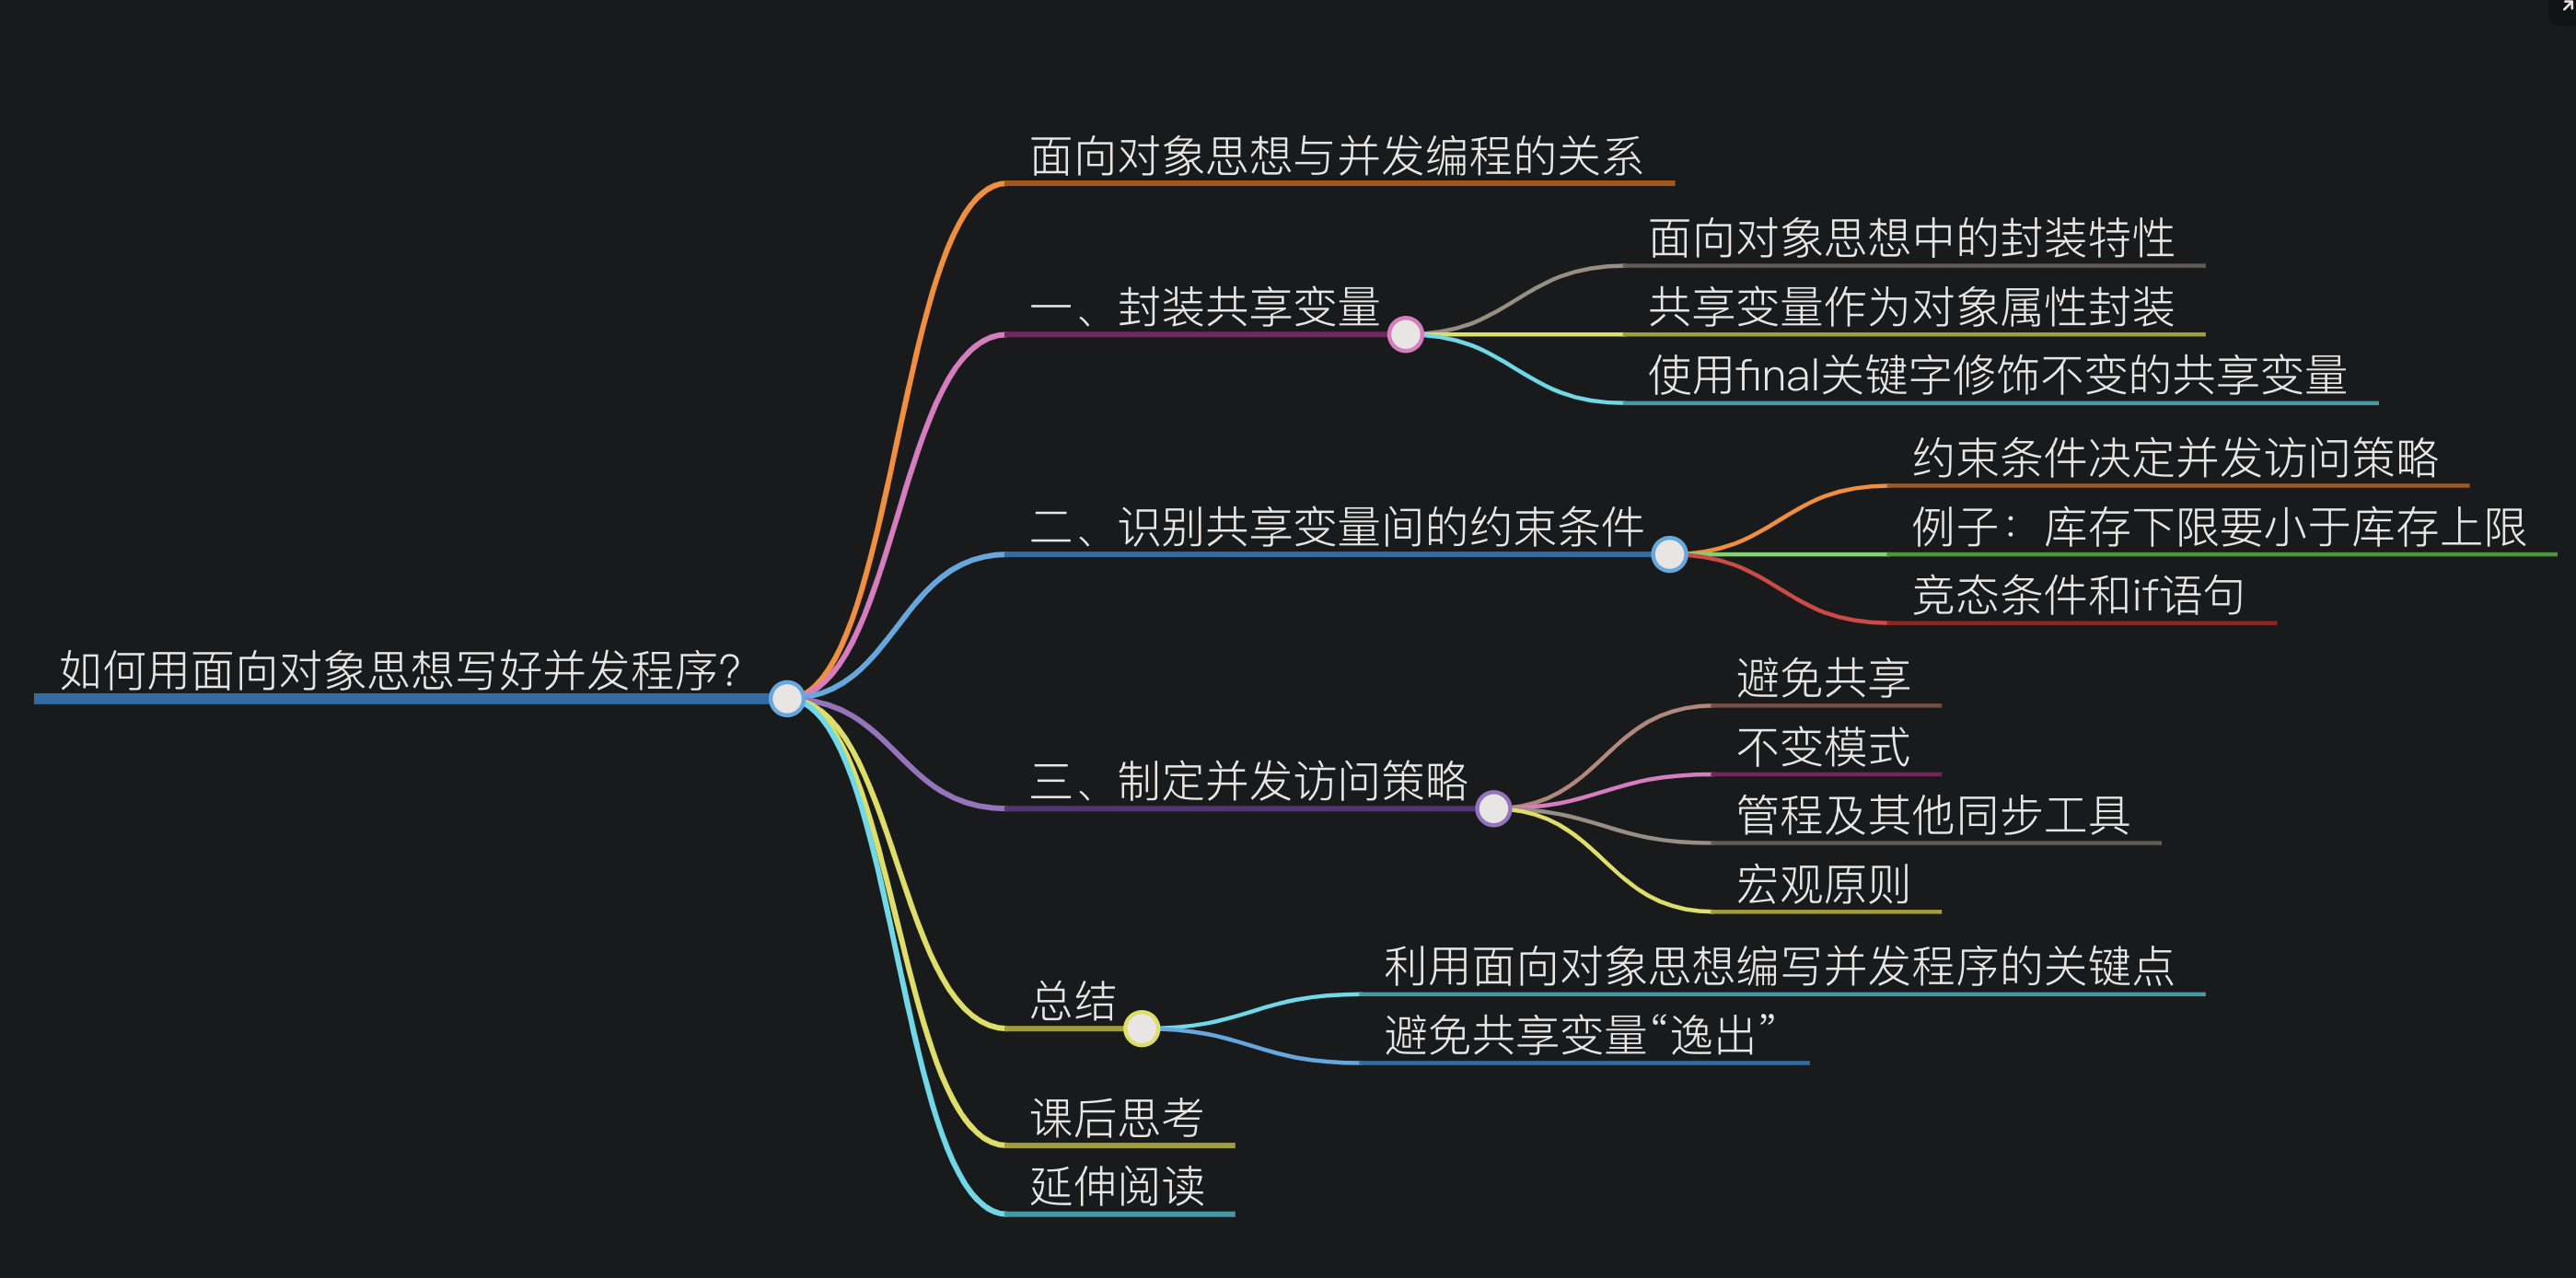 如何用面向对象思想写好并发程序？
面向对象思想与并发编程的关系
一、封装共享变量
面向对象思想中的封装特性
共享变量作为对象属性封装
使用final关键字修饰不变的共享变量
二、识别共享变量间的约束条件
约束条件决定并发访问策略
例子：库存下限要小于库存上限
竞态条件和if语句
三、制定并发访问策略
避免共享
不变模式
管程及其他同步工具
宏观原则
总结
利用面向对象思想编写并发程序的关键点
避免共享变量“逸出”
课后思考
延伸阅读